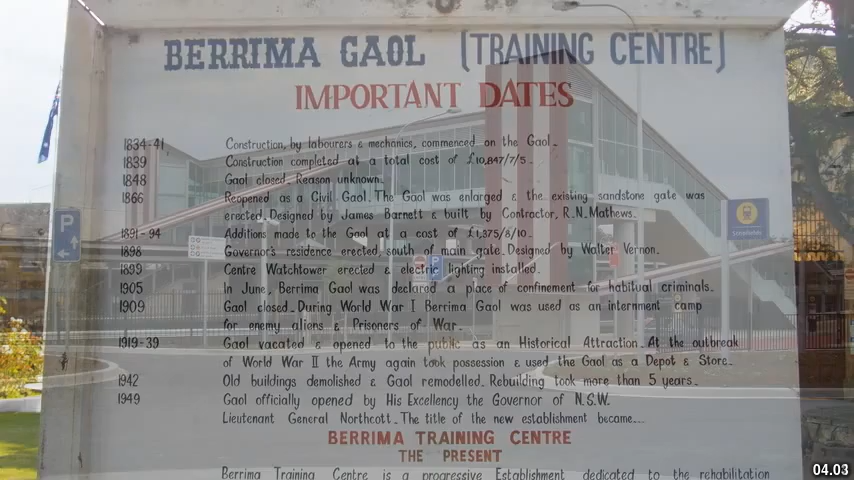 BERRIMA GAOL (TRAINING CENTRE)
IMPORTANT DATES
1834-41 Construction, by labourers & mechanics, commenced on the Gaol.
1839 Construction completed at a total cost of £10,847/7/5.
1848 Gaol closed. Reason unknown.
1866 Reopened as a Civil Gaol. The Gaol was enlarged & the existing sandstone gate was
erected. Designed by James Barnett & built by Contractor, R.N. Mathews.
1891-94 Additions made to the Gaol at a cost of £1,375/8/10.
1898 Governor's residence erected, south of main gate. Designed by Walter Vernon.
1899 Centre Watchtower erected & electric lighting installed.
1905 In June, Berrima Gaol was declared a place of confinement for habitual criminals.
1909 Gaol closed. During World War I Berrima Gaol was used as an internment camp
for enemy aliens & Prisoners of War.
1919-39 Gaol vacated & opened to the public as an Historical Attraction. At the outbreak
of World War II the Army again took possession & used the Gaol as a Depot & Store.
1942 Old buildings demolished & Gaol remodelled. Rebuilding took more than 5 years.
1949 Gaol officially opened by His Excellency the Governor of N.S.W.
Lieutenant General Northcott. The title of the new establishment became....
BERRIMA TRAINING CENTRE
THE PRESENT
Berrima Training Centre is a progressive Establishment dedicated to the rehabilitation
P
P
04.03